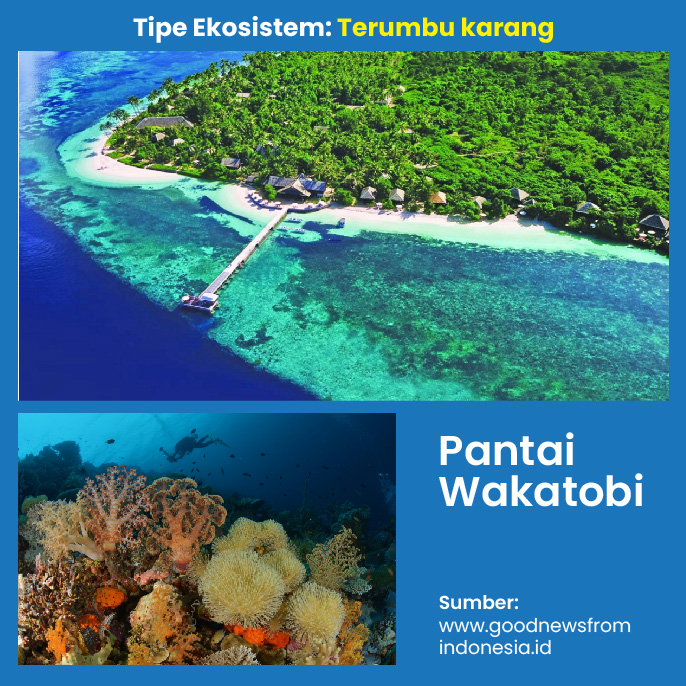 Tipe Ekosistem: Terumbu karang
Pantai
Wakatobi
Sumber:
www.goodnewsfrom
indonesia.id